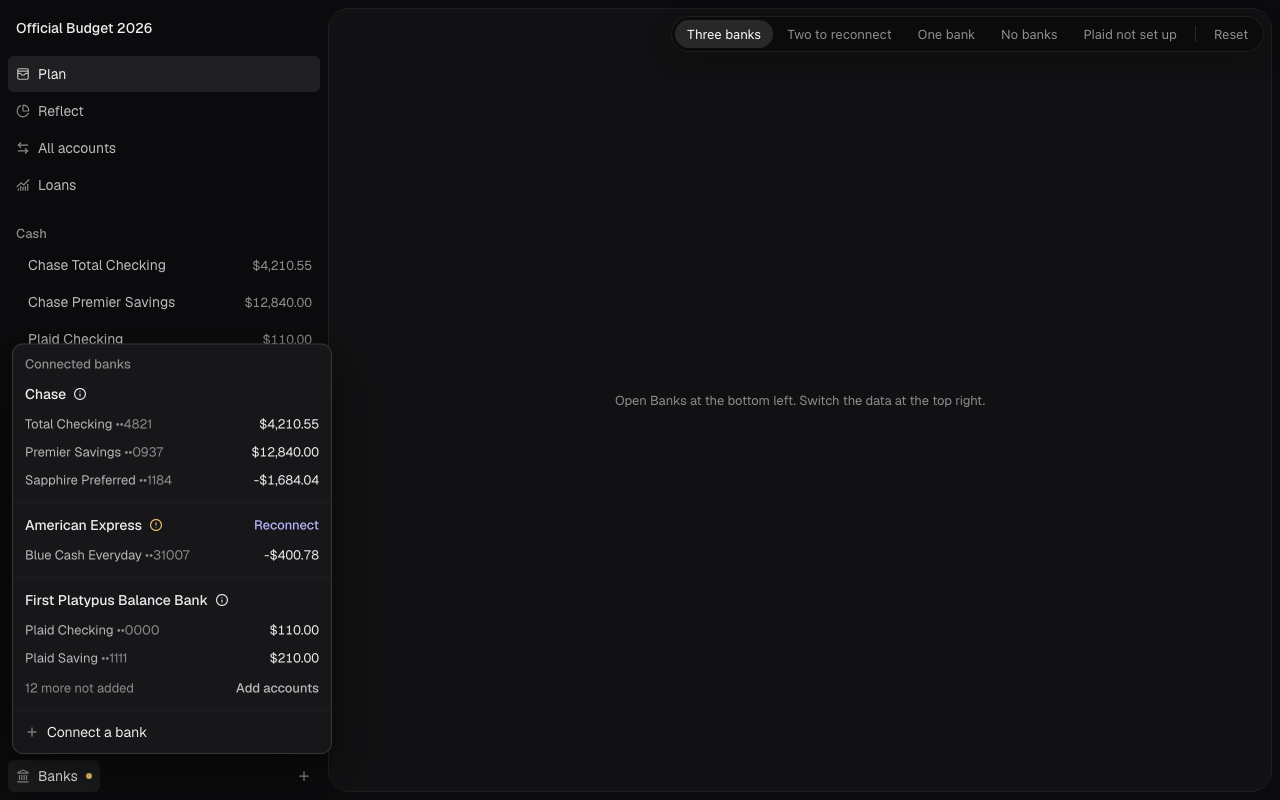 Official Budget 2026
Three banks Two to reconnect One bank No banks Plaid not set up Reset
Plan
Reflect
All accounts
Loans
Cash
Chase Total Checking $4,210.55
Chase Premier Savings $12,840.00
Plaid Checking $110.00
Connected banks
Chase
Total Checking ••4821 $4,210.55
Premier Savings ••0937 $12,840.00
Sapphire Preferred ••1184 -$1,684.04
American Express Reconnect
Blue Cash Everyday ••31007 -$400.78
First Platypus Balance Bank
Plaid Checking ••0000 $110.00
Plaid Saving ••1111 $210.00
12 more not added Add accounts
+ Connect a bank
Banks +
Open Banks at the bottom left. Switch the data at the top right.